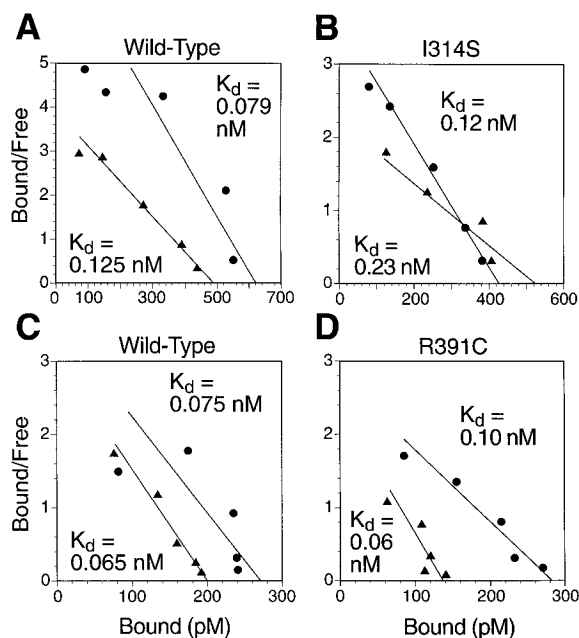 A
Wild-Type
Bound/Free
5
4
3
2
1
0
K_d =
0.079
nM
K_d =
0.125 nM
100 300 500 700
B
I314S
3
2
1
0
K_d =
0.12 nM
K_d =
0.23 nM
0 200 400 600
C
Wild-Type
Bound/Free
3
2
1
0
K_d =
0.075 nM
K_d =
0.065 nM
0 100 200 300
Bound (pM)
D
R391C
3
2
1
0
K_d =
0.10 nM
K_d =
0.06
nM
0 100 200 300
Bound (pM)